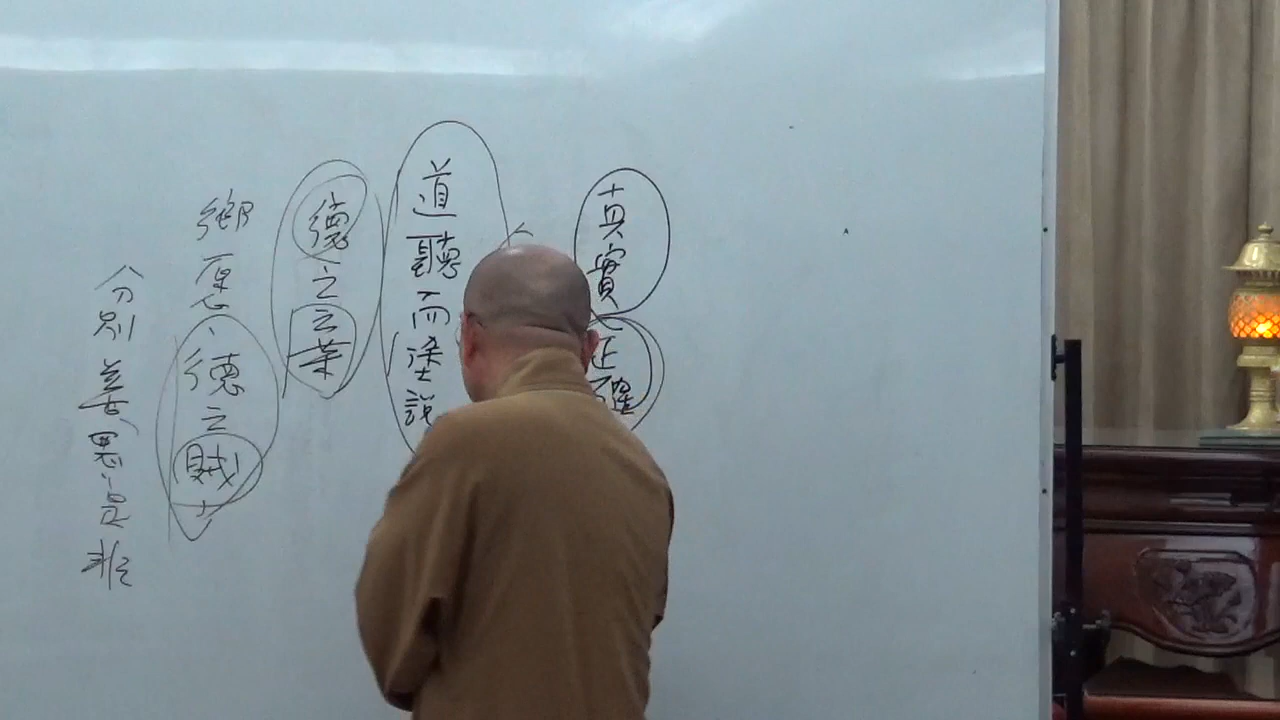 真實、正確
道聽而塗說
德之棄
鄉愿、德之賊也
分別善惡是非